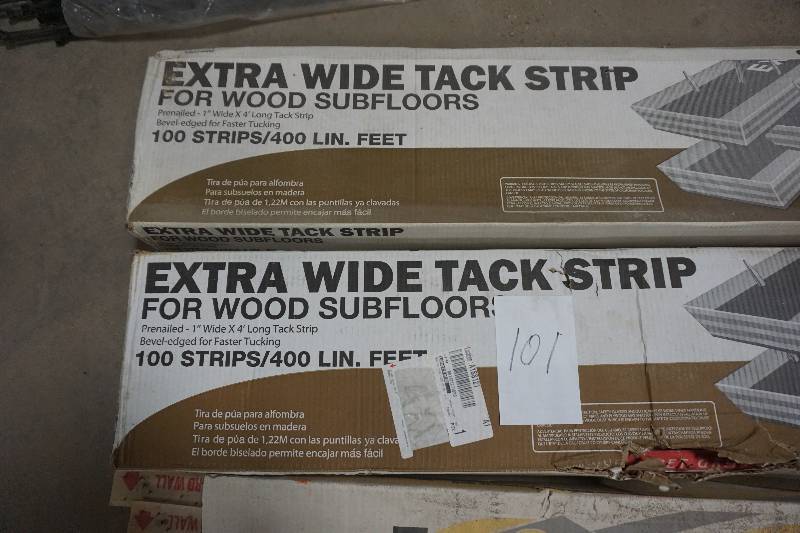 EXTRA WIDE TACK STRIP
FOR WOOD SUBFLOORS
Prenailed - 1" Wide X 4' Long Tack Strip
Bevel-edged for Faster Tucking
100 STRIPS/400 LIN. FEET
Tira de púa para alfombra
Para subsuelos en madera
Tira de púa de 1,22M con las puntillas ya clavadas
El borde biselado permite encajar más fácil
EXTRA WIDE TACK STRIP
FOR WOOD SUBFLOORS
EXTRA WIDE TACK STRIP
FOR WOOD SUBFLOORS
Prenailed - 1" Wide X 4' Long Tack Strip
Bevel-edged for Faster Tucking
100 STRIPS/400 LIN. FEET
101
Tira de púa para alfombra
Para subsuelos en madera
Tira de púa de 1,22M con las puntillas ya clava
El borde biselado permite encajar más fácil
WALL
RD WALL